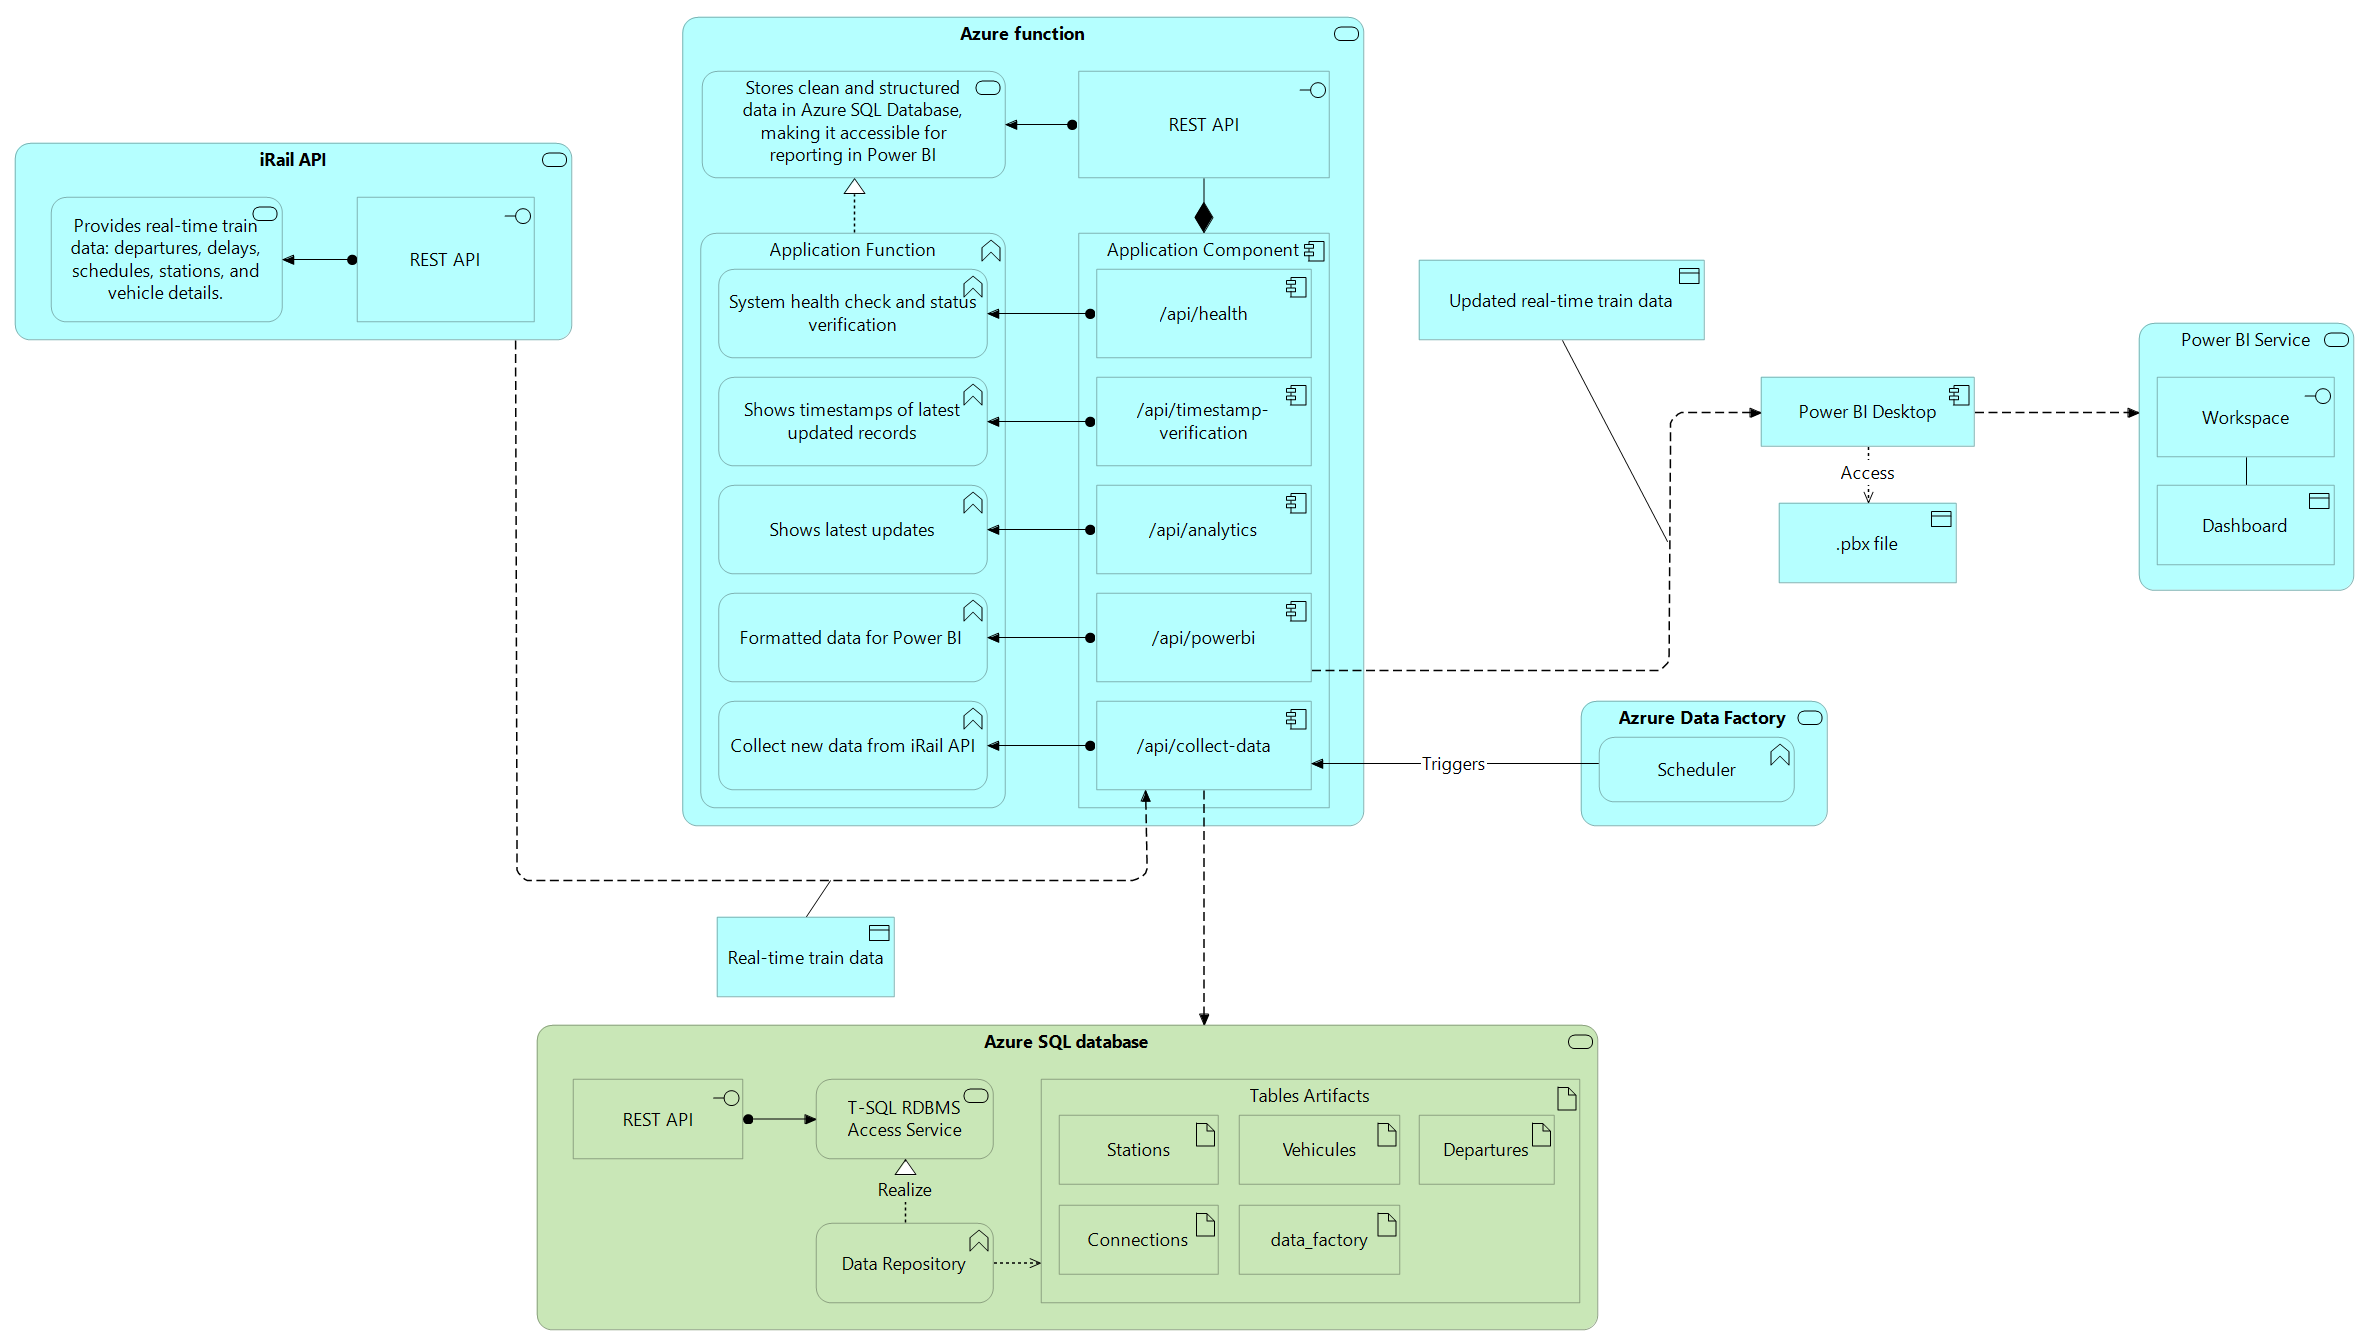 Azure function
Stores clean and structured
data in Azure SQL Database,
making it accessible for
reporting in Power BI
REST API
iRail API
Provides real-time train
data: departures, delays,
schedules, stations, and
vehicle details.
REST API
Application Function
Application Component
System health check and status
verification
/api/health
Shows timestamps of latest
updated records
/api/timestamp-
verification
Shows latest updates
/api/analytics
Formatted data for Power BI
/api/powerbi
Collect new data from iRail API
/api/collect-data
Updated real-time train data
Power BI Desktop
Access
.pbx file
Power BI Service
Workspace
Dashboard
Azrure Data Factory
Scheduler
Triggers
Real-time train data
Azure SQL database
REST API
T-SQL RDBMS
Access Service
Realize
Data Repository
Tables Artifacts
Stations
Vehicules
Departures
Connections
data_factory